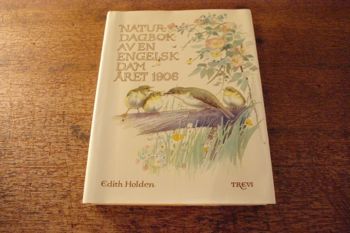 NATUR-
DAGBOK
AV EN
ENGELSK
DAM
ÅRET 1906
Edith Holden
TREVI